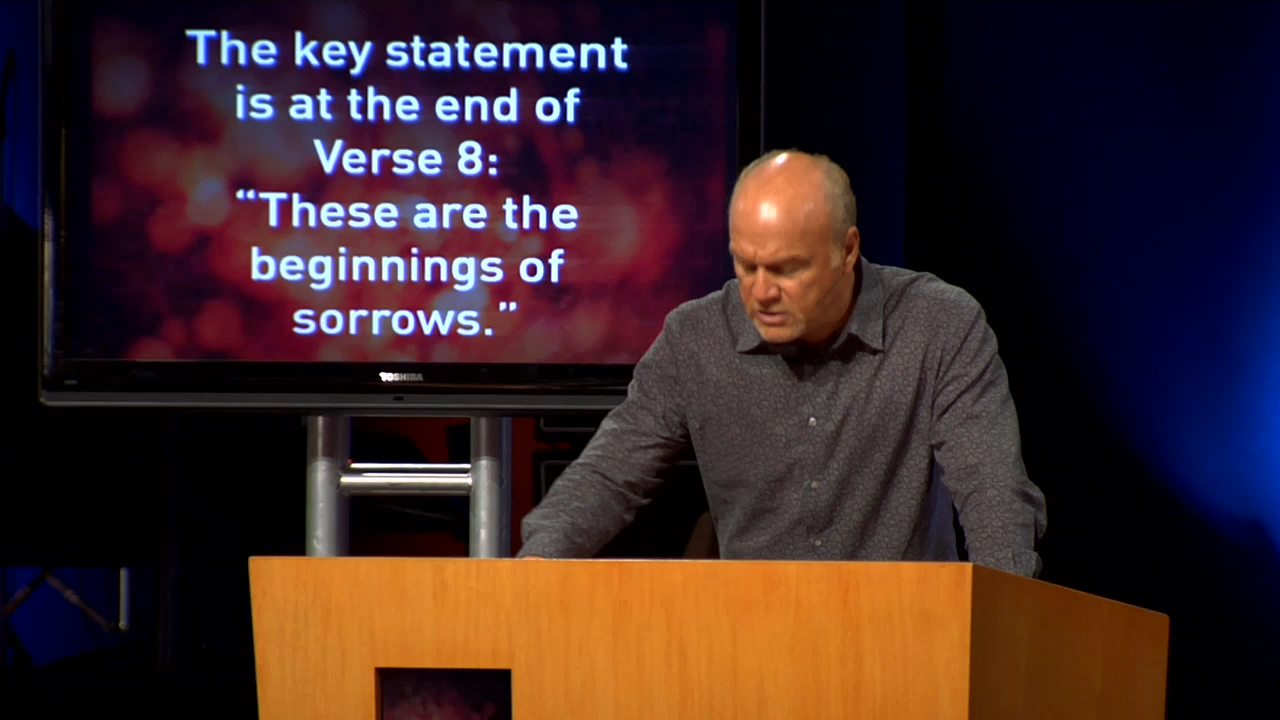 The key statement
is at the end of
Verse 8:
“These are the
beginnings of
sorrows.”
TOSHIBA